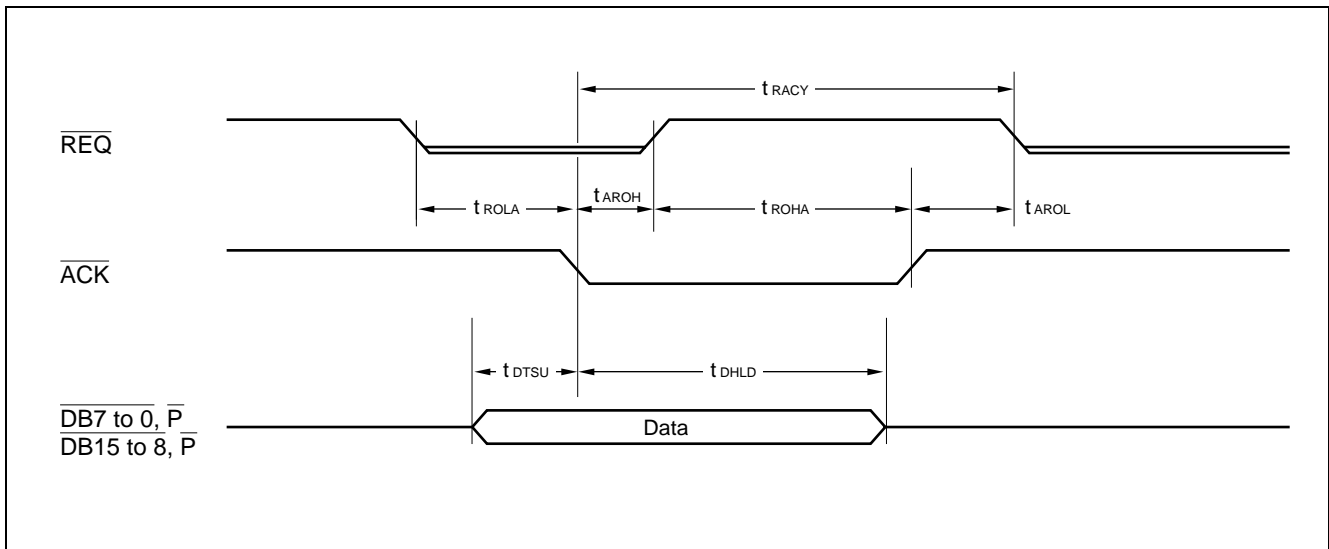 t RACY
REQ
t ROLA
t AROH
t ROHA
t AROL
ACK
t DTSU
t DHLD
DB7 to 0, P
DB15 to 8, P
Data